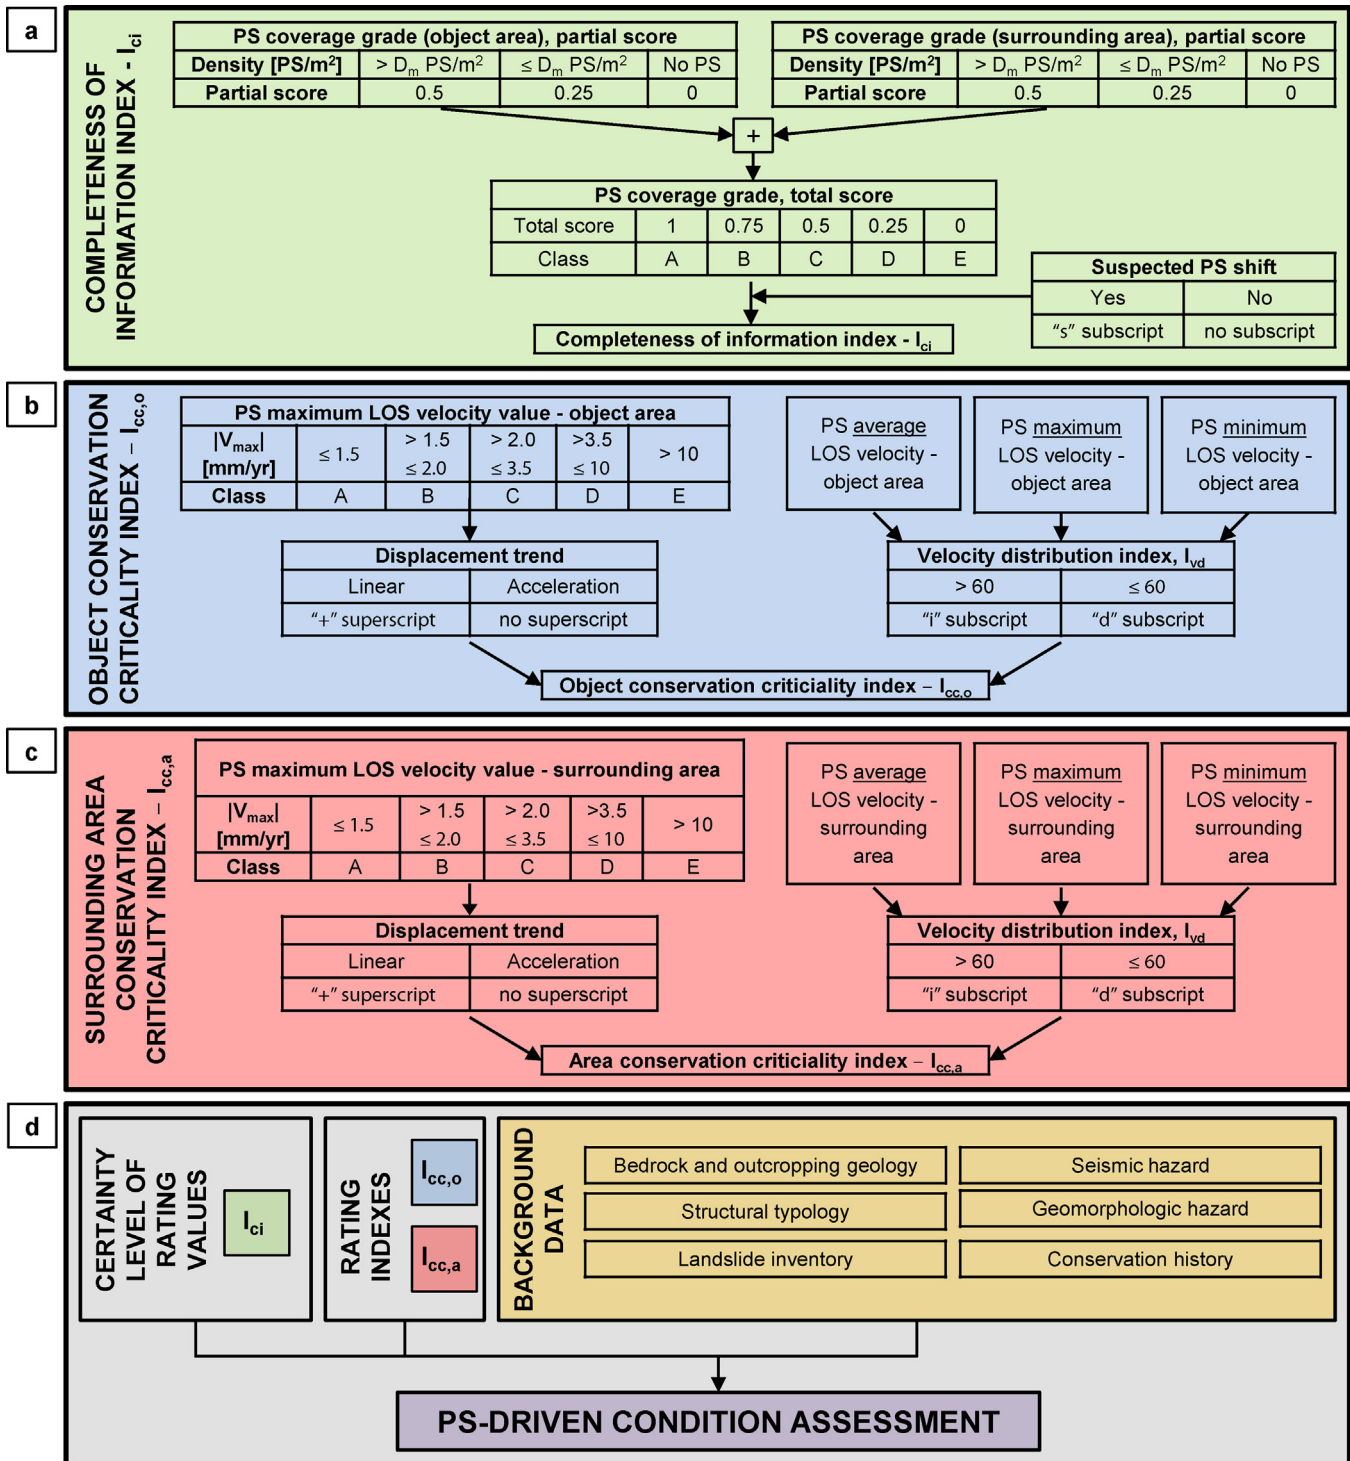 a
COMPLETENESS OF
INFORMATION INDEX - Ici
PS coverage grade (object area), partial score
Density [PS/m2] > Dm PS/m2 ≤ Dm PS/m2 No PS
Partial score 0.5 0.25 0
PS coverage grade (surrounding area), partial score
Density [PS/m2] > Dm PS/m2 ≤ Dm PS/m2 No PS
Partial score 0.5 0.25 0
+
PS coverage grade, total score
Total score 1 0.75 0.5 0.25 0
Class A B C D E
Suspected PS shift
Yes No
“s” subscript no subscript
Completeness of information index - Ici
b
OBJECT CONSERVATION
CRITICALITY INDEX – Icc,o
PS maximum LOS velocity value - object area
|Vmax| > 1.5 > 2.0 >3.5
≤ 1.5 > 10
[mm/yr] ≤ 2.0 ≤ 3.5 ≤ 10
Class A B C D E
PS average
LOS velocity -
object area
PS maximum
LOS velocity -
object area
PS minimum
LOS velocity -
object area
Displacement trend
Linear Acceleration
“+” superscript no superscript
Velocity distribution index, Ivd
> 60 ≤ 60
“i” subscript “d” subscript
Object conservation criticiality index – Icc,o
c
SURROUNDING AREA
CONSERVATION
CRITICALITY INDEX – Icc,a
PS maximum LOS velocity value - surrounding area
|Vmax| > 1.5 > 2.0 >3.5
≤ 1.5 > 10
[mm/yr] ≤ 2.0 ≤ 3.5 ≤ 10
Class A B C D E
PS average
LOS velocity -
surrounding
area
PS maximum
LOS velocity -
surrounding
area
PS minimum
LOS velocity -
surrounding
area
Displacement trend
Linear Acceleration
“+” superscript no superscript
Velocity distribution index, Ivd
> 60 ≤ 60
“i” subscript “d” subscript
Area conservation criticiality index – Icc,a
d
CERTAINTY
LEVEL OF
RATING
VALUES
Ici
RATING
INDEXES
Icc,o
Icc,a
BACKGROUND
DATA
Bedrock and outcropping geology
Structural typology
Landslide inventory
Seismic hazard
Geomorphologic hazard
Conservation history
PS-DRIVEN CONDITION ASSESSMENT